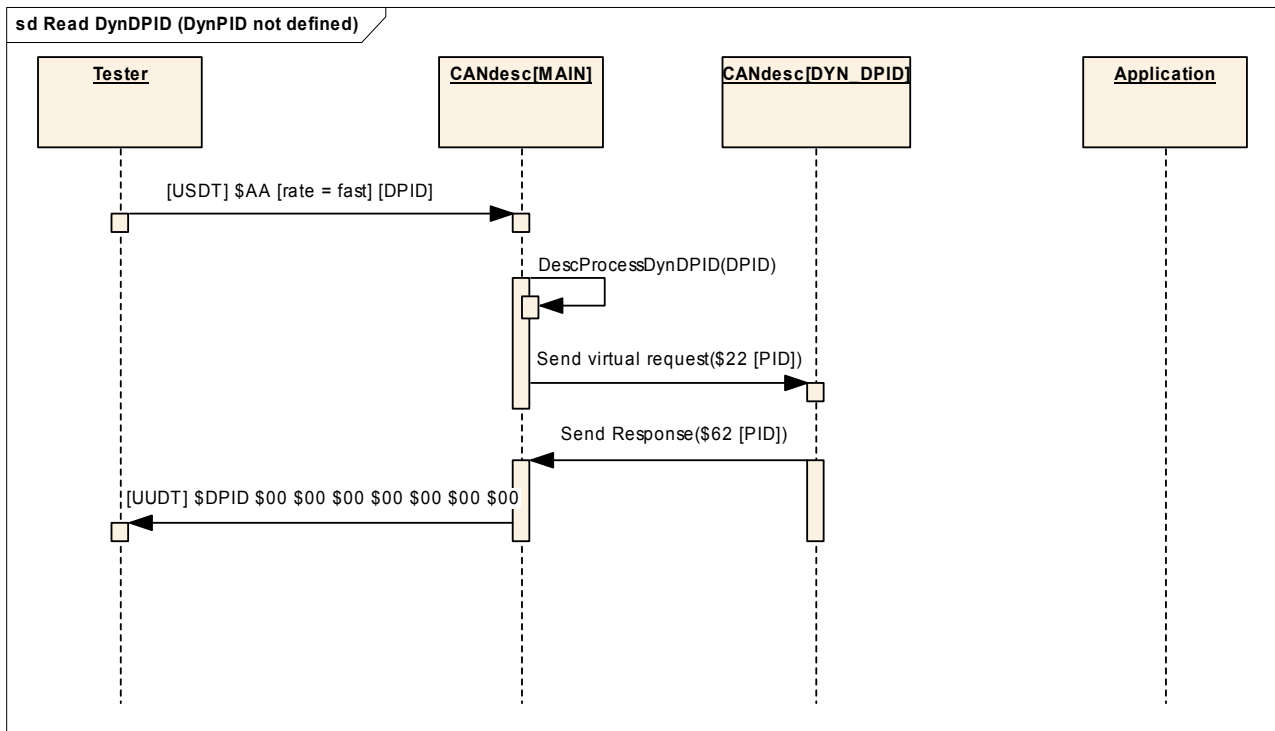 sd Read DynDPID (DynPID not defined)
Tester
CANdesc[MAIN]
CANdesc[DYN_DPID]
Application
[USDT] $AA [rate = fast] [DPID]
DescProcessDynDPID(DPID)
Send virtual request($22 [PID])
Send Response($62 [PID])
[UUDT] $DPID $00 $00 $00 $00 $00 $00 $00